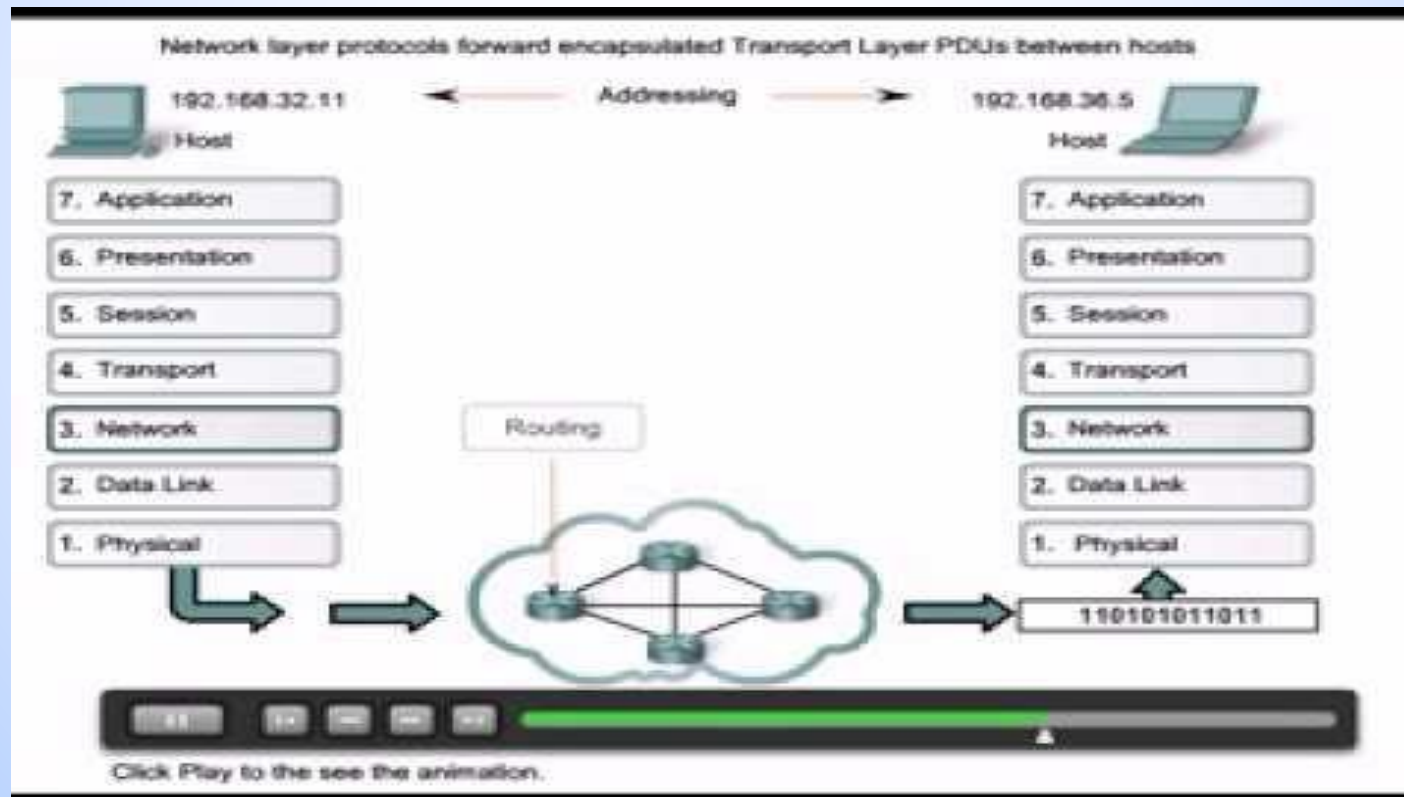 Network layer protocols forward encapsulated Transport Layer PDUs between hosts
192.168.32.11
Addressing
192.168.36.5
Host
Host
7. Application
6. Presentation
5. Session
4. Transport
3. Network
2. Data Link
1. Physical
Routing
7. Application
6. Presentation
5. Session
4. Transport
3. Network
2. Data Link
1. Physical
110101011011
Click Play to the see the animation.